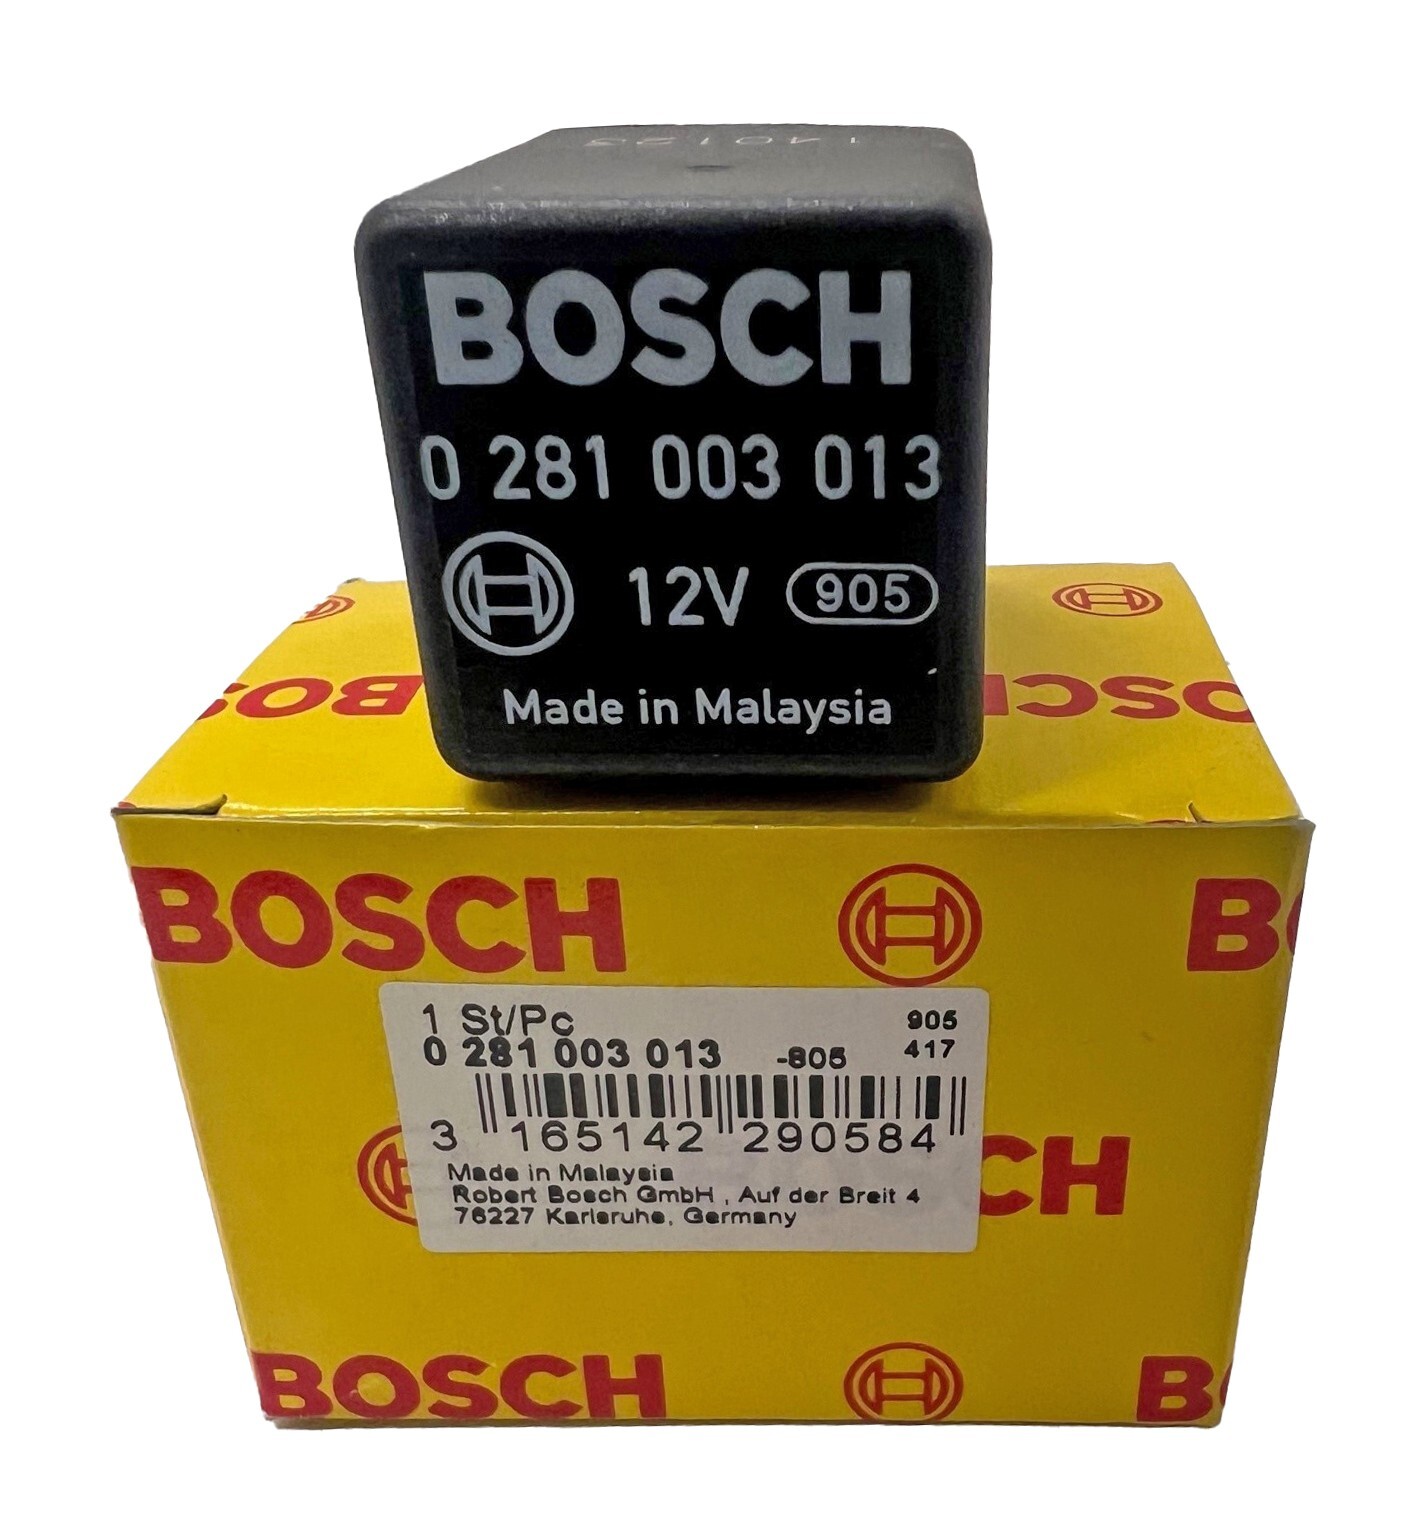 140123
BOSCH
0 281 003 013
12V 905
Made in Malaysia
BOSCH
BOSCH B
1 St/Pc 905
0 281 003 013 -805 417
3 165142 290584
Made in Malaysia
Robert Bosch GmbH , Auf der Breit 4
76227 Karlsruhe, Germany
CH
BOSCH B